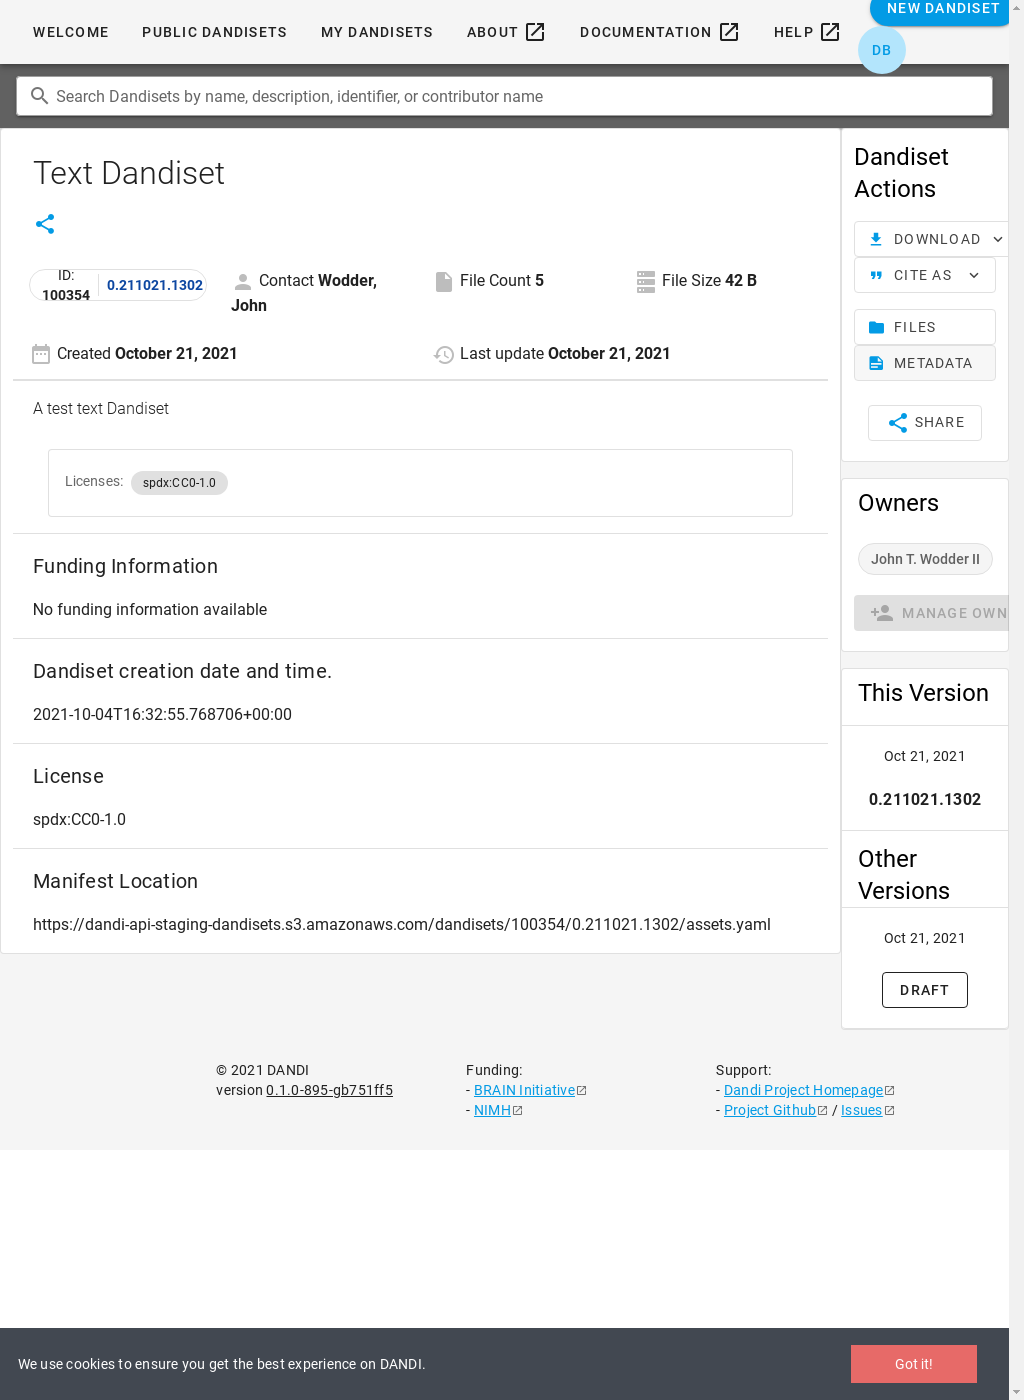 WELCOME PUBLIC DANDISETS MY DANDISETS ABOUT DOCUMENTATION HELP NEW DANDISET
DB
Search Dandisets by name, description, identifier, or contributor name
Text Dandiset
ID: 100354 0.211021.1302
Contact Wodder, John
File Count 5
File Size 42 B
Created October 21, 2021
Last update October 21, 2021
A test text Dandiset
Licenses: spdx:CC0-1.0
Funding Information
No funding information available
Dandiset creation date and time.
2021-10-04T16:32:55.768706+00:00
License
spdx:CC0-1.0
Manifest Location
https://dandi-api-staging-dandisets.s3.amazonaws.com/dandisets/100354/0.211021.1302/assets.yaml
Dandiset
Actions
DOWNLOAD
CITE AS
FILES
METADATA
SHARE
Owners
John T. Wodder II
MANAGE OWN
This Version
Oct 21, 2021
0.211021.1302
Other
Versions
Oct 21, 2021
DRAFT
© 2021 DANDI
version 0.1.0-895-gb751ff5
Funding:
- BRAIN Initiative
- NIMH
Support:
- Dandi Project Homepage
- Project Github / Issues
We use cookies to ensure you get the best experience on DANDI.
Got it!